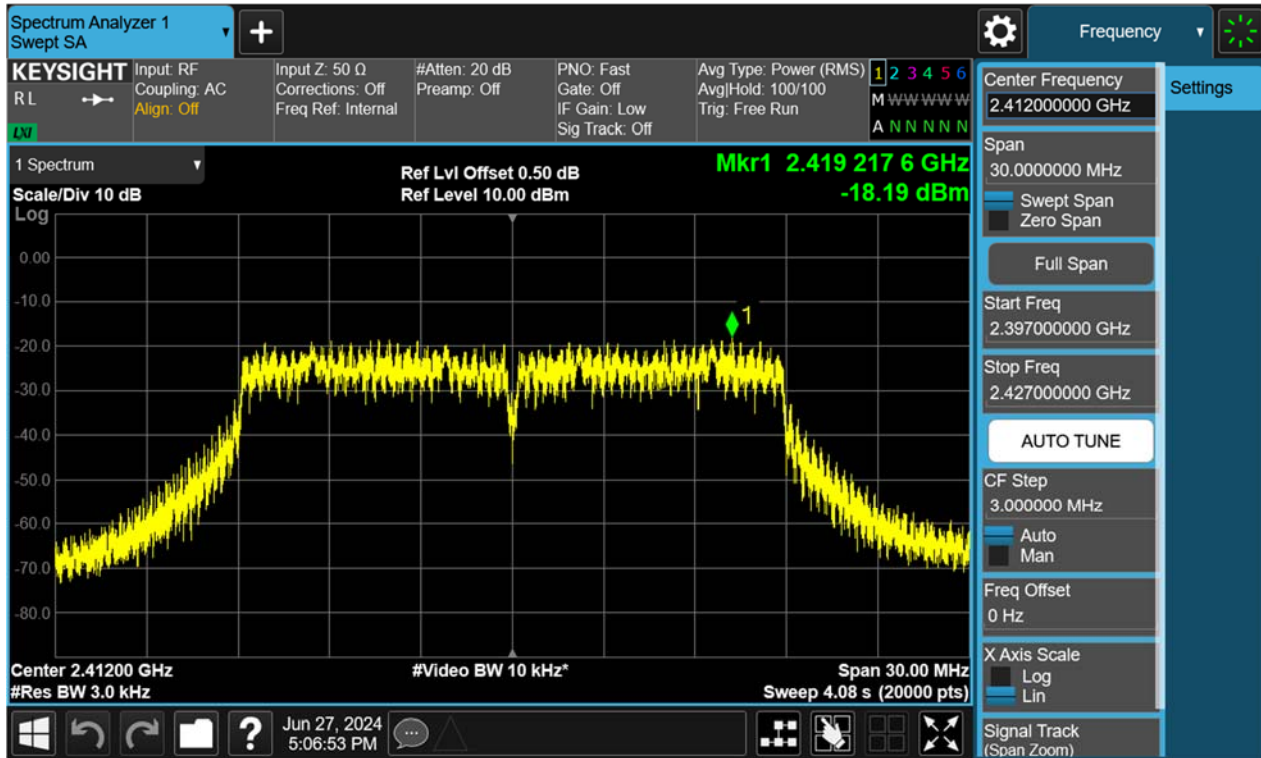 Spectrum Analyzer 1
Swept SA
+
Frequency
KEYSIGHT
RL
LXI
Input: RF
Coupling: AC
Align: Off
Input Z: 50 Ω
Corrections: Off
Freq Ref: Internal
#Atten: 20 dB
Preamp: Off
PNO: Fast
Gate: Off
IF Gain: Low
Sig Track: Off
Avg Type: Power (RMS)
Avg|Hold: 100/100
Trig: Free Run
1 2 3 4 5 6
M W W W W W
A N N N N N
1 Spectrum
Scale/Div 10 dB
Log
Ref Lvl Offset 0.50 dB
Ref Level 10.00 dBm
Mkr1 2.419 217 6 GHz
-18.19 dBm
0.00
-10.0
-20.0
-30.0
-40.0
-50.0
-60.0
-70.0
-80.0
1
Center 2.41200 GHz
#Res BW 3.0 kHz
#Video BW 10 kHz*
Span 30.00 MHz
Sweep 4.08 s (20000 pts)
Center Frequency
2.412000000 GHz
Span
30.0000000 MHz
Swept Span
Zero Span
Full Span
Start Freq
2.397000000 GHz
Stop Freq
2.427000000 GHz
AUTO TUNE
CF Step
3.000000 MHz
Auto
Man
Freq Offset
0 Hz
X Axis Scale
Log
Lin
Signal Track
(Span Zoom)
Settings
?
Jun 27, 2024
5:06:53 PM